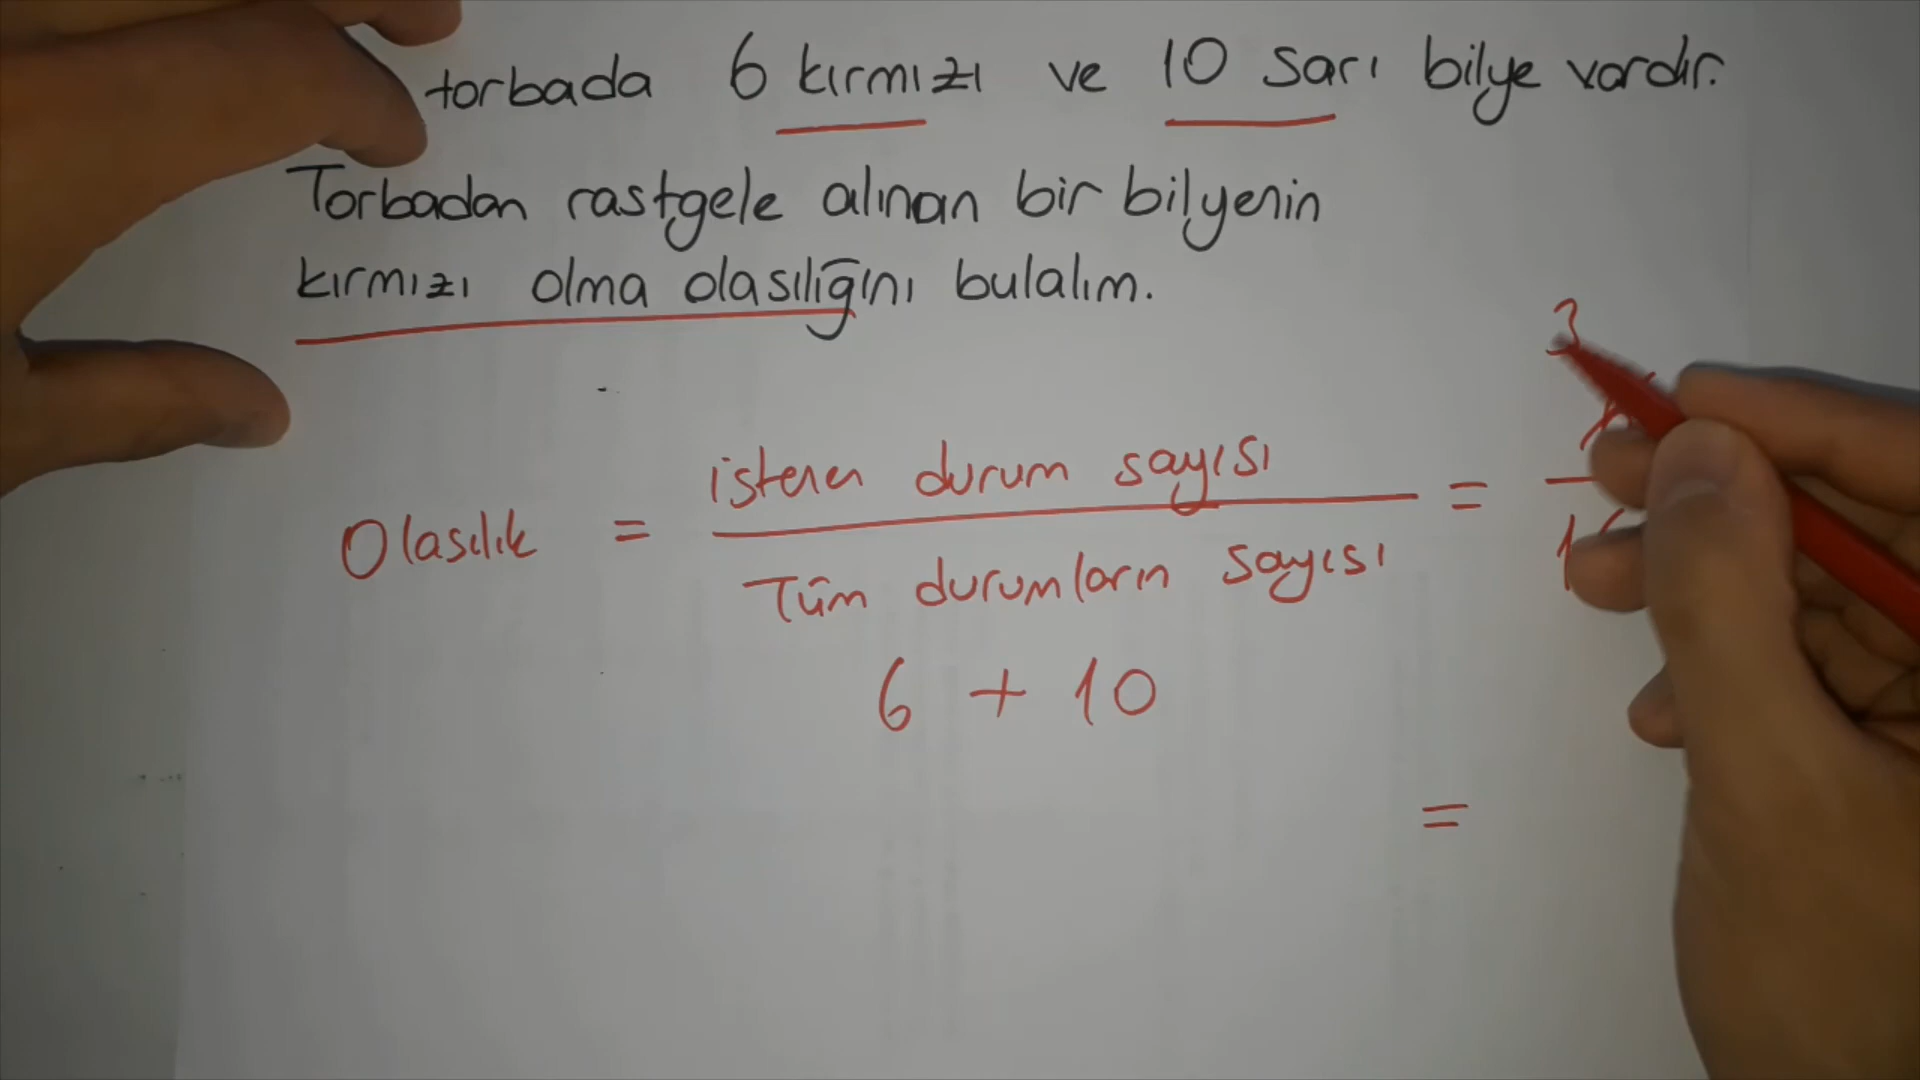 torbada 6 kırmızı ve 10 sarı bilye vardır.
Torbadan rastgele alınan bir bilyenin
kırmızı olma olasılığını bulalım.
3
Olasılık = istenen durum sayısı =
Tüm durumların sayısı
6 + 10
=